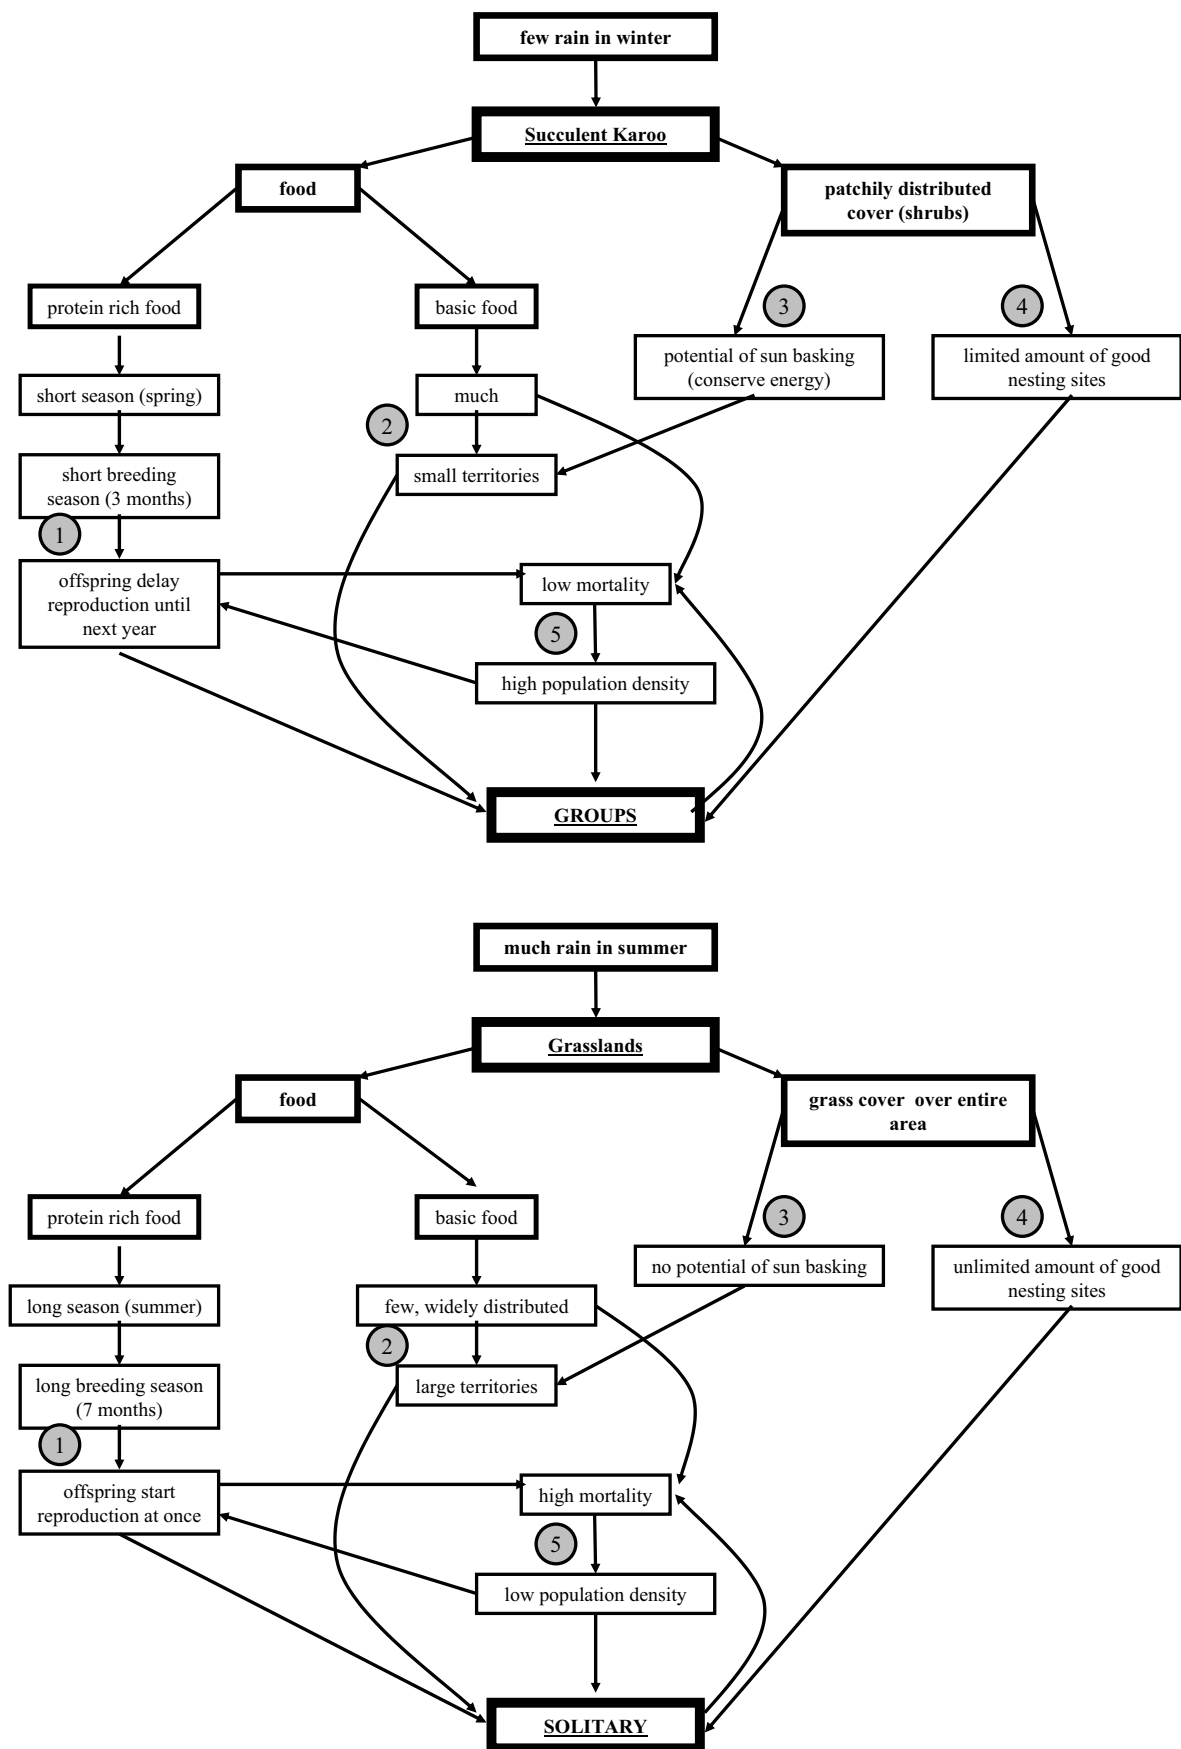 few rain in winter
Succulent Karoo
food
patchily distributed
cover (shrubs)
protein rich food
basic food
3
4
potential of sun basking
(conserve energy)
limited amount of good
nesting sites
short season (spring)
much
2
short breeding
season (3 months)
small territories
1
offspring delay
reproduction until
next year
low mortality
5
high population density
GROUPS
much rain in summer
Grasslands
food
grass cover over entire
area
protein rich food
basic food
3
4
no potential of sun basking
unlimited amount of good
nesting sites
long season (summer)
few, widely distributed
2
long breeding season
(7 months)
large territories
1
offspring start
reproduction at once
high mortality
5
low population density
SOLITARY